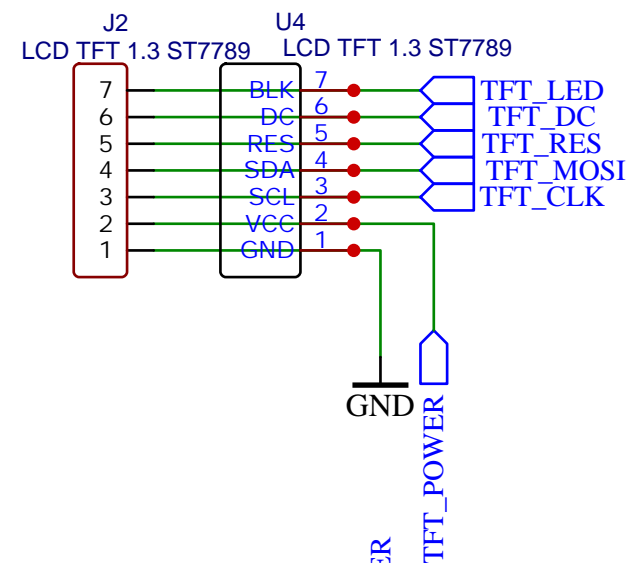 J2
LCD TFT 1.3 ST7789
U4
LCD TFT 1.3 ST7789
7 BLK 7 TFT_LED
6 DC 6 TFT_DC
5 RES 5 TFT_RES
4 SDA 4 TFT_MOSI
3 SCL 3 TFT_CLK
2 VCC 2
1 GND 1
GND
TFT_POWER
ER